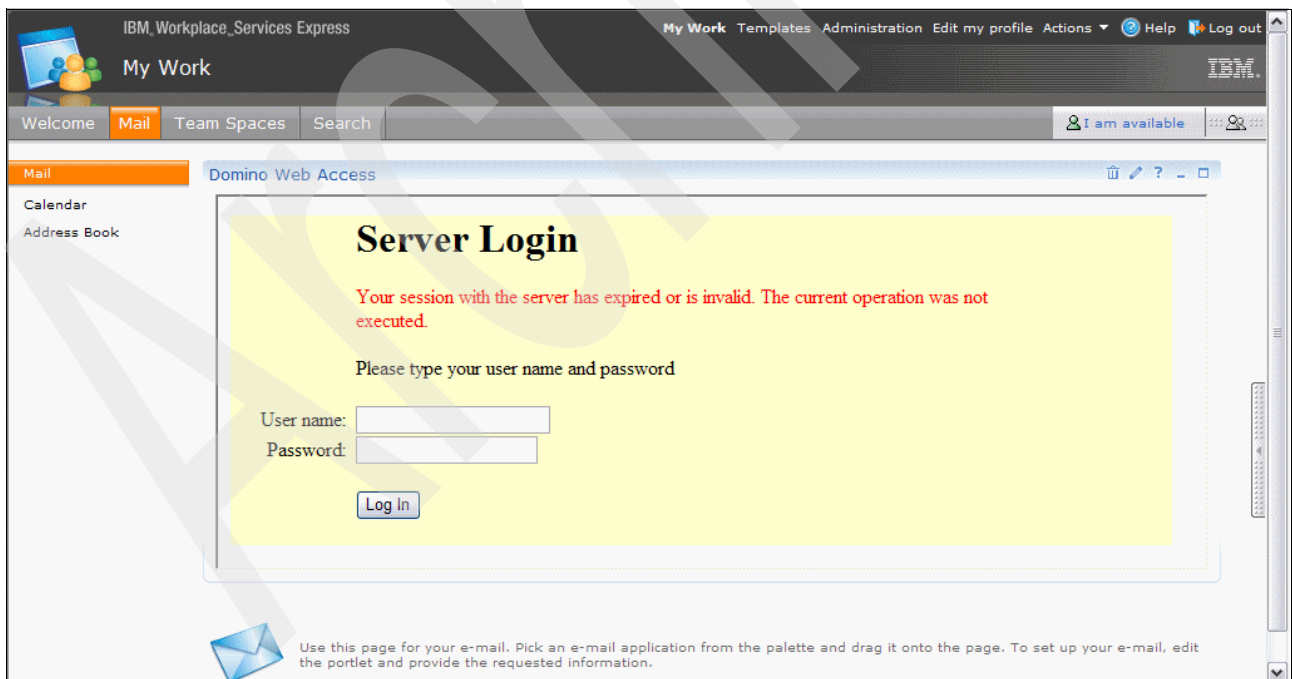 IBM_Workplace_Services Express
My Work Templates Administration Edit my profile Actions Help Log out
My Work
IBM.
Welcome Mail Team Spaces Search
I am available
Mail
Domino Web Access
Calendar
Address Book
Server Login
Your session with the server has expired or is invalid. The current operation was not
executed.
Please type your user name and password
User name:
Password:
Log In
Use this page for your e-mail. Pick an e-mail application from the palette and drag it onto the page. To set up your e-mail, edit
the portlet and provide the requested information.